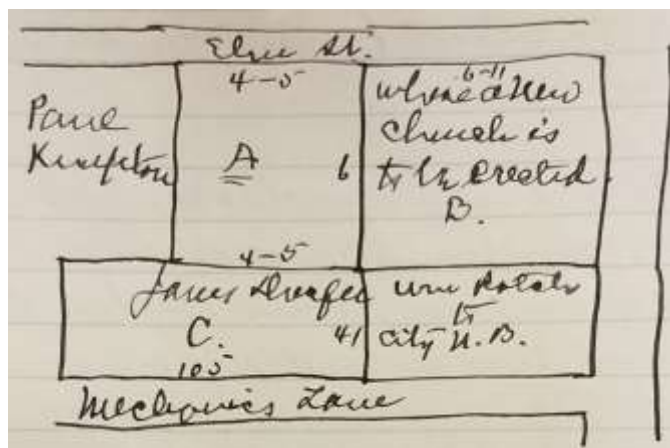 Elm St.
4-5
6-11
where a New
church is
to be erected
B.
Paul
Kempton
A
6
4-5
James Draper
C.
41
105
Wm Rotch
to
City N. B.
Mechanics Lane